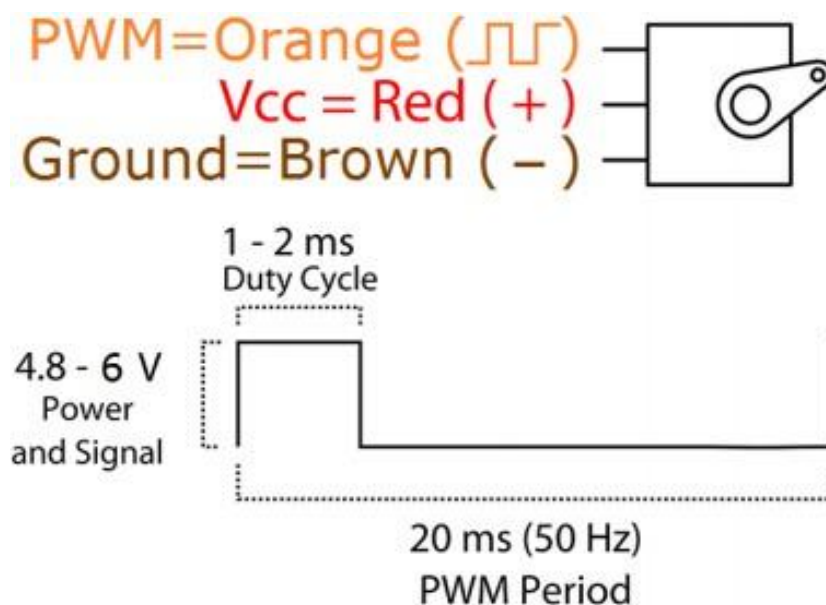 PWM=Orange (⎍⎍)
Vcc = Red ( + )
Ground=Brown ( − )
1 - 2 ms
Duty Cycle
4.8 - 6 V
Power
and Signal
20 ms (50 Hz)
PWM Period